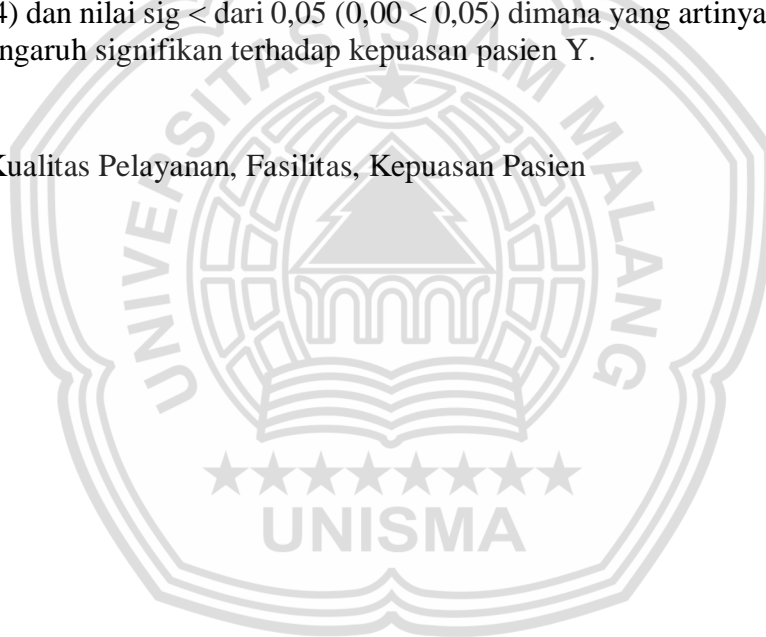 4) dan nilai sig < dari 0,05 (0,00 < 0,05) dimana yang artinya
ngaruh signifikan terhadap kepuasan pasien Y.
Kualitas Pelayanan, Fasilitas, Kepuasan Pasien
UNIVERSITAS ISLAM MALANG
UNISMA